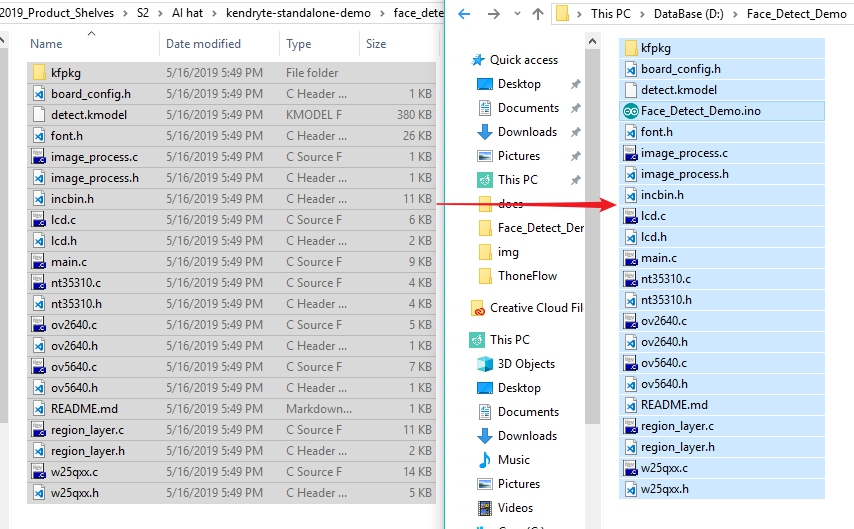 2019_Product_Shelves > S2 > AI hat > kendryte-standalone-demo > face_dete
Name Date modified Type Size
kfpkg 5/16/2019 5:49 PM File folder
board_config.h 5/16/2019 5:49 PM C Header ... 1 KB
detect.kmodel 5/16/2019 5:49 PM KMODEL F 380 KB
font.h 5/16/2019 5:49 PM C Header ... 26 KB
image_process.c 5/16/2019 5:49 PM C Source F 1 KB
image_process.h 5/16/2019 5:49 PM C Header ... 1 KB
incbin.h 5/16/2019 5:49 PM C Header ... 11 KB
lcd.c 5/16/2019 5:49 PM C Source F 6 KB
lcd.h 5/16/2019 5:49 PM C Header ... 2 KB
main.c 5/16/2019 5:49 PM C Source F 9 KB
nt35310.c 5/16/2019 5:49 PM C Source F 4 KB
nt35310.h 5/16/2019 5:49 PM C Header ... 4 KB
ov2640.c 5/16/2019 5:49 PM C Source F 5 KB
ov2640.h 5/16/2019 5:49 PM C Header ... 1 KB
ov5640.c 5/16/2019 5:49 PM C Source F 7 KB
ov5640.h 5/16/2019 5:49 PM C Header ... 1 KB
README.md 5/16/2019 5:49 PM Markdown... 1 KB
region_layer.c 5/16/2019 5:49 PM C Source F 11 KB
region_layer.h 5/16/2019 5:49 PM C Header ... 2 KB
w25qxx.c 5/16/2019 5:49 PM C Source F 14 KB
w25qxx.h 5/16/2019 5:49 PM C Header ... 5 KB
This PC > DataBase (D:) > Face_Detect_Demo
Quick access
Desktop
Documents
Downloads
Pictures
This PC
docs
Face_Detect_Der
img
ThoneFlow
Creative Cloud Fil
This PC
3D Objects
Desktop
Documents
Downloads
Music
Pictures
Videos
kfpkg
board_config.h
detect.kmodel
Face_Detect_Demo.ino
font.h
image_process.c
image_process.h
incbin.h
lcd.c
lcd.h
main.c
nt35310.c
nt35310.h
ov2640.c
ov2640.h
ov5640.c
ov5640.h
README.md
region_layer.c
region_layer.h
w25qxx.c
w25qxx.h